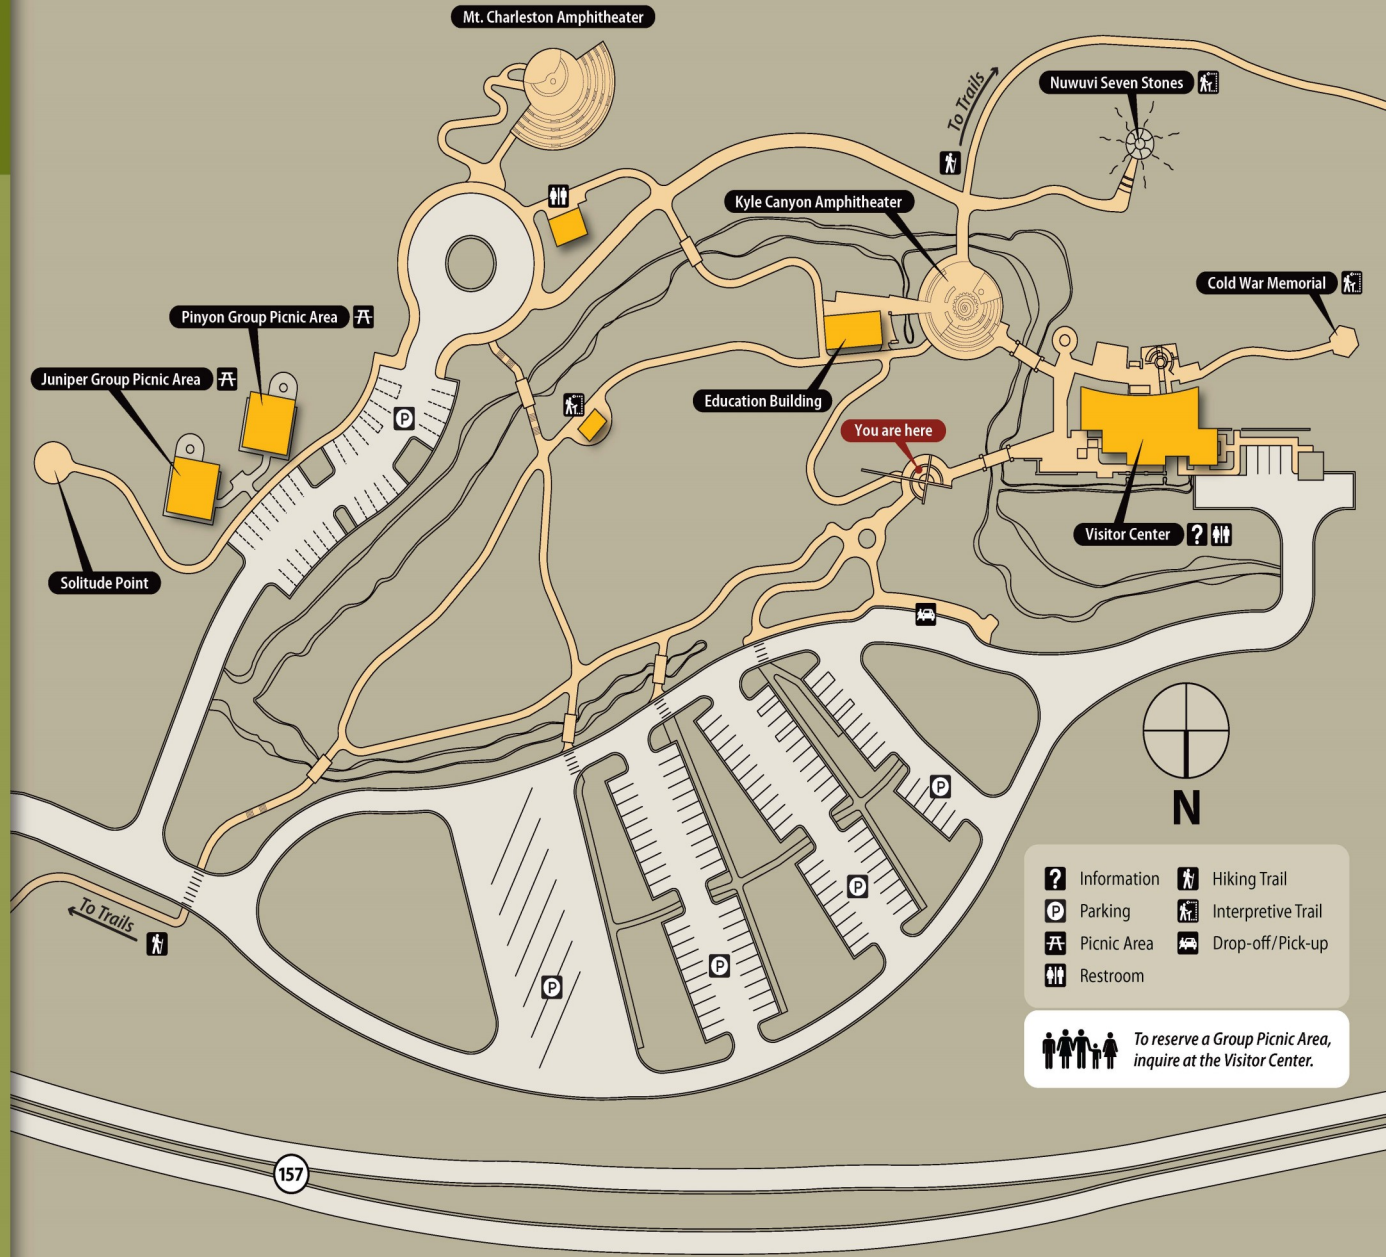 Mt. Charleston Amphitheater
To Trails
Nuwuvi Seven Stones
Kyle Canyon Amphitheater
Cold War Memorial
Pinyon Group Picnic Area
Juniper Group Picnic Area
P
Education Building
You are here
Visitor Center
?
Solitude Point
N
P
P
P
P
To Trails
? Information
Hiking Trail
P Parking
Interpretive Trail
Picnic Area
Drop-off/Pick-up
Restroom
To reserve a Group Picnic Area,
inquire at the Visitor Center.
157